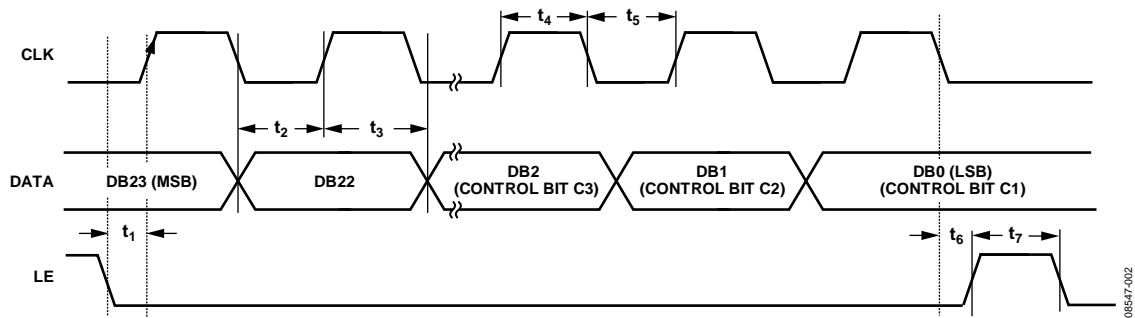 t4
t5
CLK
t2
t3
DATA
DB23 (MSB)
DB22
DB2
(CONTROL BIT C3)
DB1
(CONTROL BIT C2)
DB0 (LSB)
(CONTROL BIT C1)
t1
t6
t7
LE
08547-002